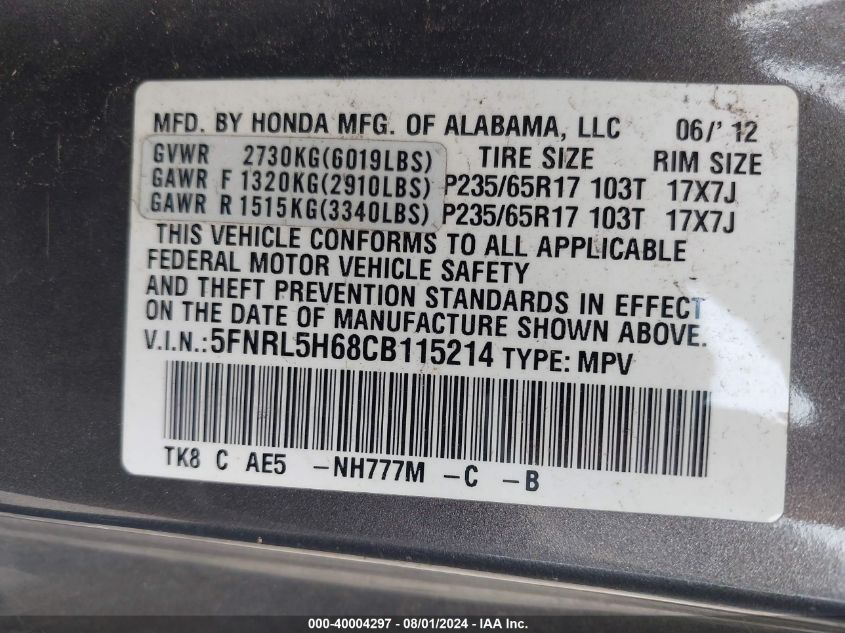 MFD. BY HONDA MFG. OF ALABAMA, LLC 06/' 12
GVWR 2730KG(6019LBS) TIRE SIZE RIM SIZE
GAWR F 1320KG(2910LBS) P235/65R17 103T 17X7J
GAWR R 1515KG(3340LBS) P235/65R17 103T 17X7J
THIS VEHICLE CONFORMS TO ALL APPLICABLE
FEDERAL MOTOR VEHICLE SAFETY
AND THEFT PREVENTION STANDARDS IN EFFECT
ON THE DATE OF MANUFACTURE SHOWN ABOVE.
V.I.N.: 5FNRL5H68CB115214 TYPE: MPV
TK8 C AE5 -NH777M -C -B
000-40004297 - 08/01/2024 - IAA Inc.